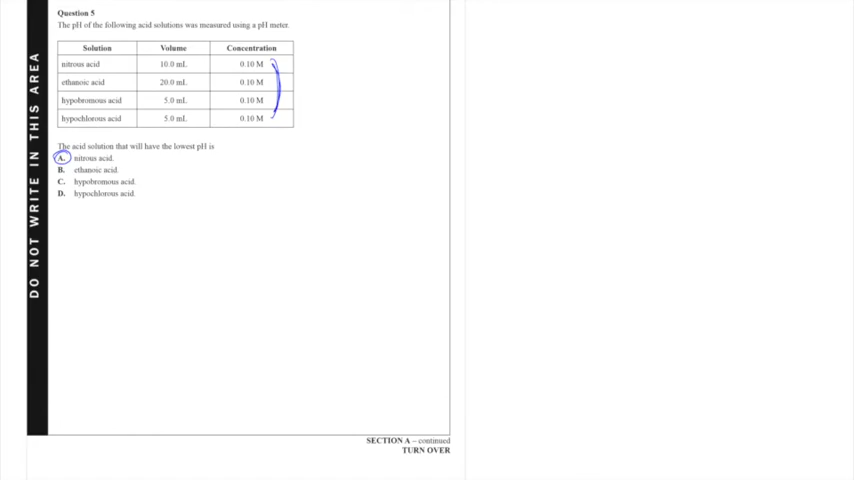 Question 5
The pH of the following acid solutions was measured using a pH meter.
Solution Volume Concentration
nitrous acid 10.0 mL 0.10 M
ethanoic acid 20.0 mL 0.10 M
hypobromous acid 5.0 mL 0.10 M
hypochlorous acid 5.0 mL 0.10 M
The acid solution that will have the lowest pH is
A. nitrous acid.
B. ethanoic acid.
C. hypobromous acid.
D. hypochlorous acid.
DO NOT WRITE IN THIS AREA
SECTION A – continued
TURN OVER